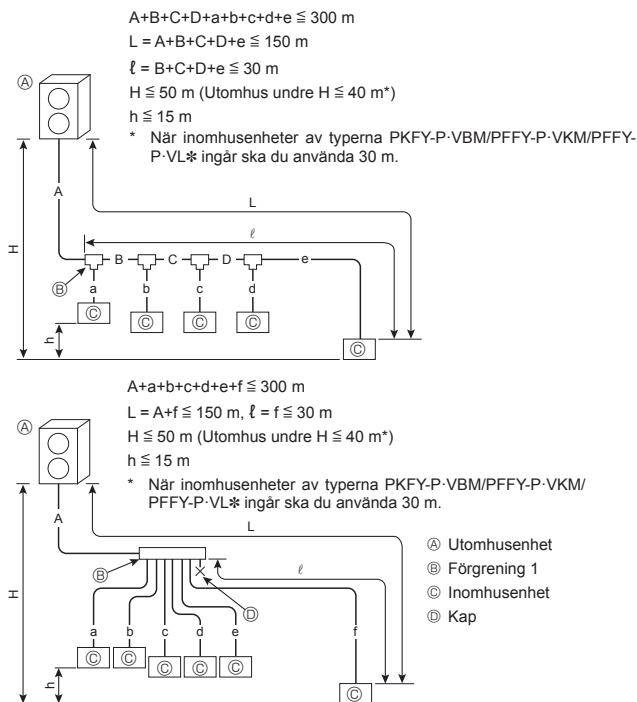 A+B+C+D+a+b+c+d+e ≦ 300 m
L = A+B+C+D+e ≦ 150 m
ℓ = B+C+D+e ≦ 30 m
H ≦ 50 m (Utomhus undre H ≦ 40 m*)
h ≦ 15 m
* När inomhusenheter av typerna PKFY-P·VBM/PFFY-P·VKM/PFFY-
P·VL✽ ingår ska du använda 30 m.
Ⓐ
A
L
H
ℓ
B C D e
Ⓑ a b c d
Ⓒ Ⓒ Ⓒ Ⓒ
h
Ⓒ
A+a+b+c+d+e+f ≦ 300 m
L = A+f ≦ 150 m, ℓ = f ≦ 30 m
H ≦ 50 m (Utomhus undre H ≦ 40 m*)
h ≦ 15 m
* När inomhusenheter av typerna PKFY-P·VBM/PFFY-P·VKM/
PFFY-P·VL✽ ingår ska du använda 30 m.
Ⓐ
A
L
H
Ⓑ
ℓ
Ⓓ
a b c d e f
Ⓒ Ⓒ Ⓒ Ⓒ Ⓒ
h
Ⓒ
Ⓐ Utomhusenhet
Ⓑ Förgrening 1
Ⓒ Inomhusenhet
Ⓓ Kap